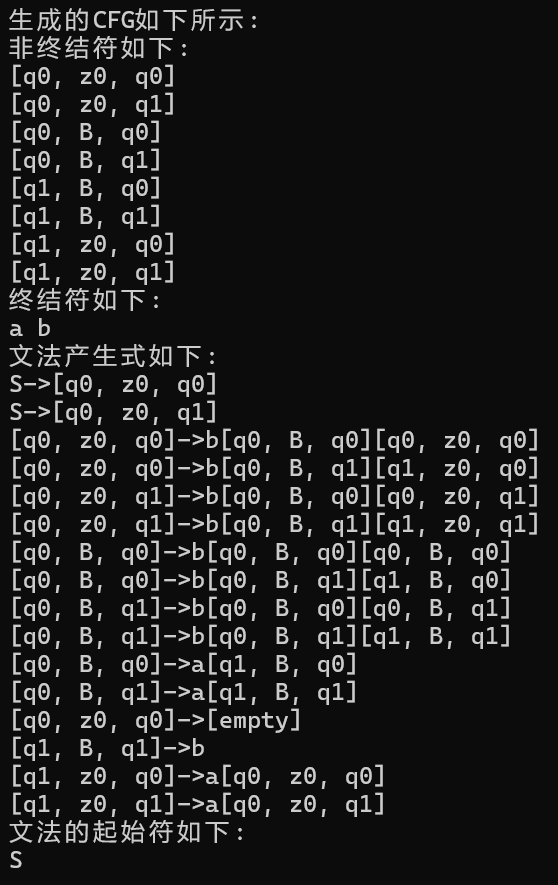 生成的CFG如下所示:
非终结符如下:
[q0, z0, q0]
[q0, z0, q1]
[q0, B, q0]
[q0, B, q1]
[q1, B, q0]
[q1, B, q1]
[q1, z0, q0]
[q1, z0, q1]
终结符如下:
a b
文法产生式如下:
S->[q0, z0, q0]
S->[q0, z0, q1]
[q0, z0, q0]->b[q0, B, q0][q0, z0, q0]
[q0, z0, q0]->b[q0, B, q1][q1, z0, q0]
[q0, z0, q1]->b[q0, B, q0][q0, z0, q1]
[q0, z0, q1]->b[q0, B, q1][q1, z0, q1]
[q0, B, q0]->b[q0, B, q0][q0, B, q0]
[q0, B, q0]->b[q0, B, q1][q1, B, q0]
[q0, B, q1]->b[q0, B, q0][q0, B, q1]
[q0, B, q1]->b[q0, B, q1][q1, B, q1]
[q0, B, q0]->a[q1, B, q0]
[q0, B, q1]->a[q1, B, q1]
[q0, z0, q0]->[empty]
[q1, B, q1]->b
[q1, z0, q0]->a[q0, z0, q0]
[q1, z0, q1]->a[q0, z0, q1]
文法的起始符如下:
S